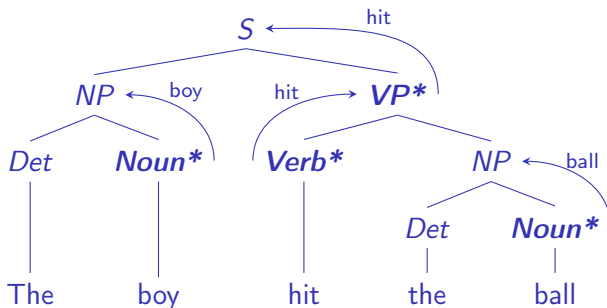 hit
S
boy hit
NP VP*
ball
Det Noun* Verb* NP
Det Noun*
The boy hit the ball